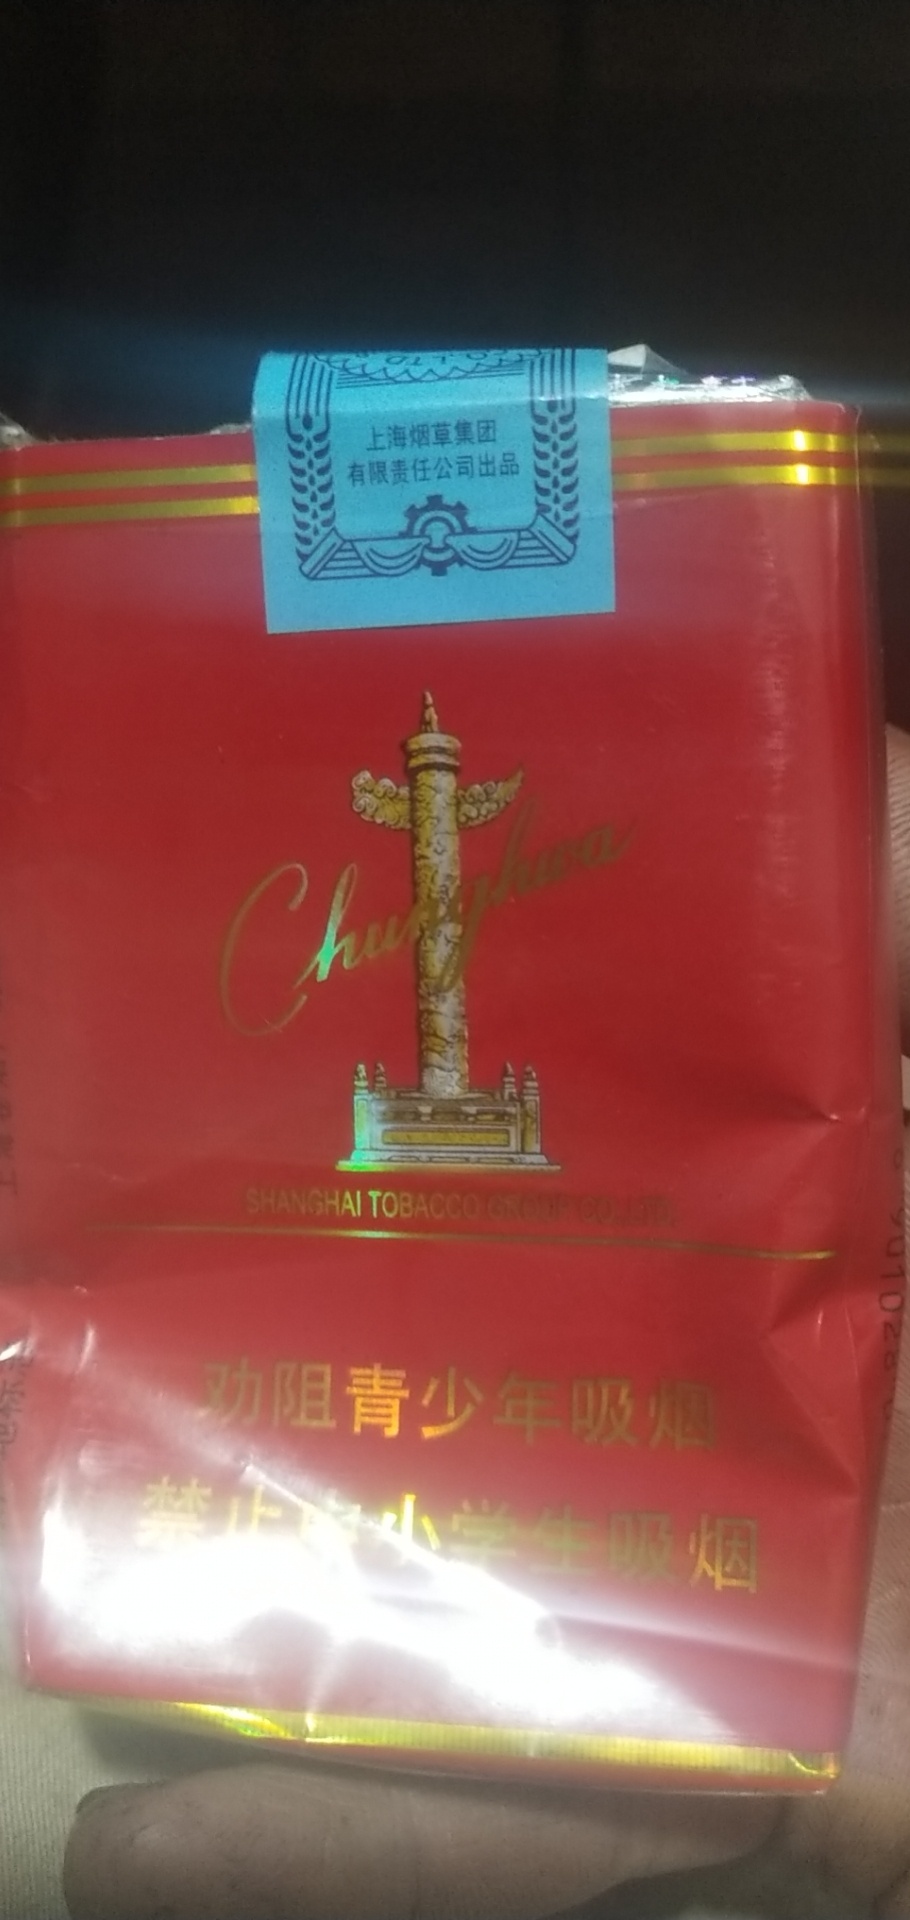 上海烟草集团
有限责任公司出品
Chunghwa
SHANGHAI TOBACCO GROUP CO.,LTD.
劝阻青少年吸烟
禁止中小学生吸烟